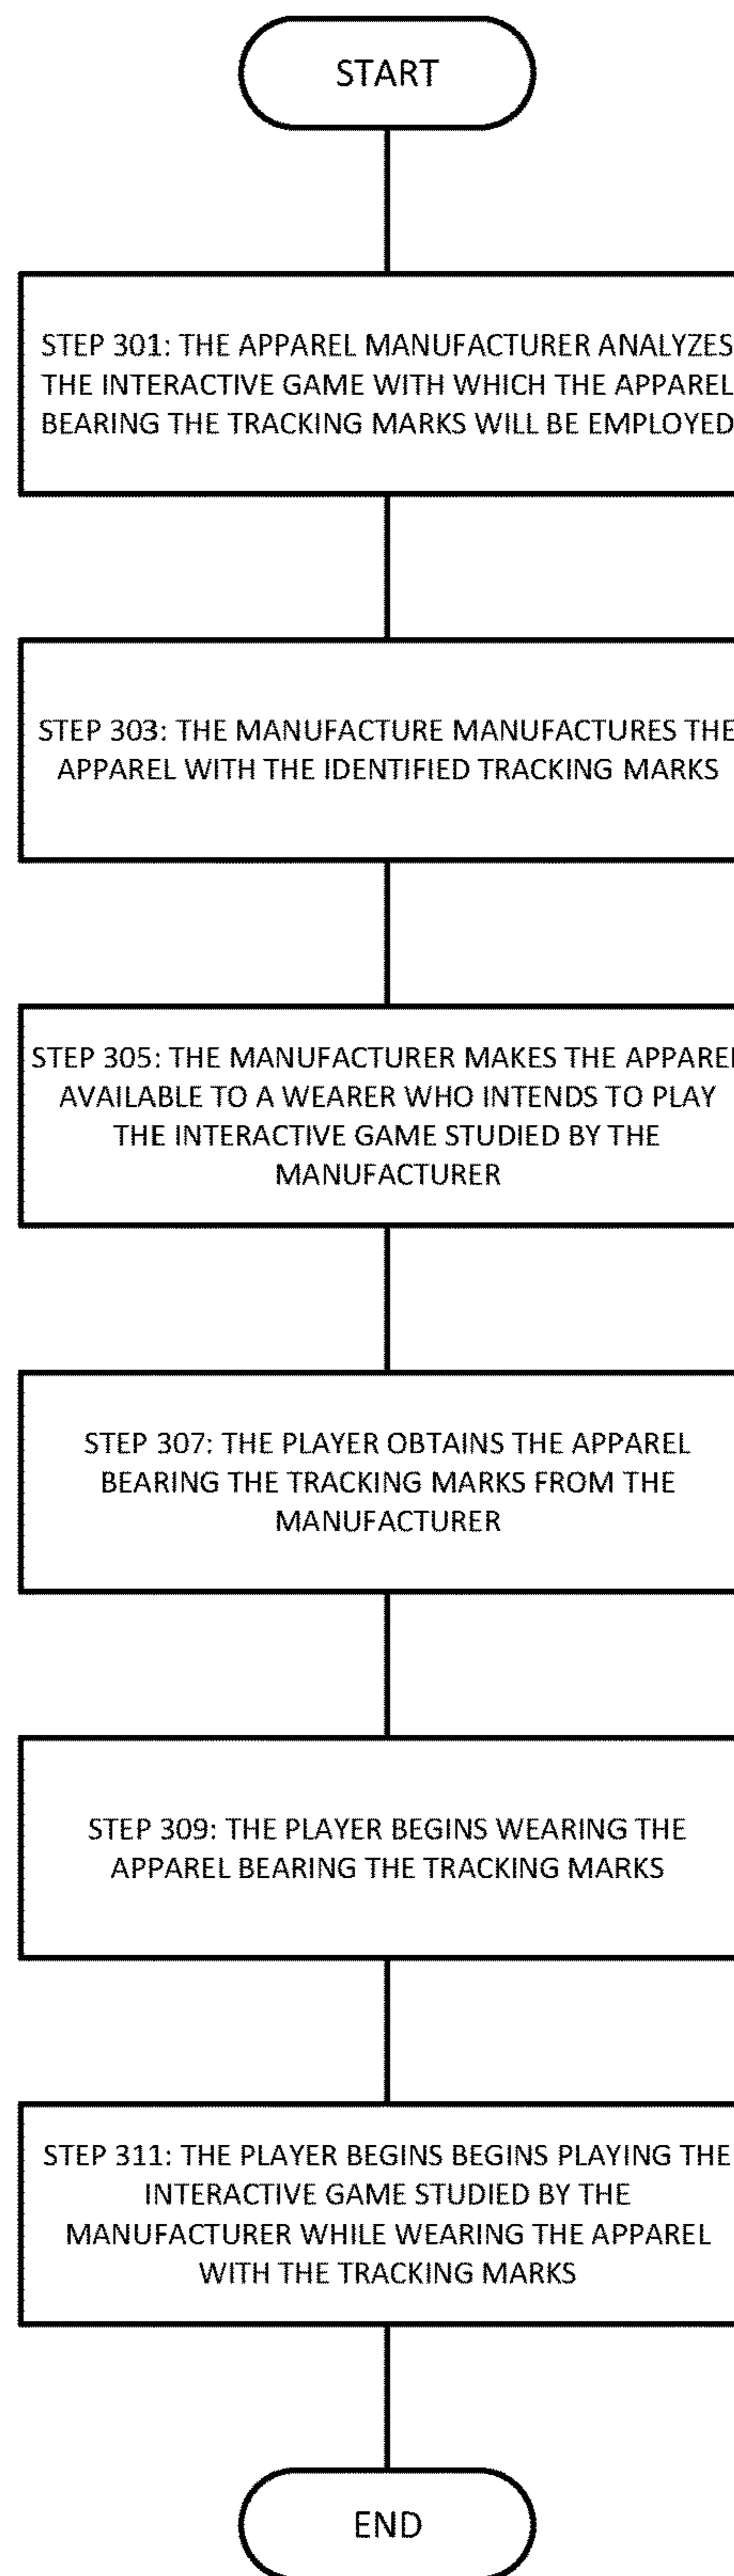 START
STEP 301: THE APPAREL MANUFACTURER ANALYZES
THE INTERACTIVE GAME WITH WHICH THE APPAREL
BEARING THE TRACKING MARKS WILL BE EMPLOYED
STEP 303: THE MANUFACTURE MANUFACTURES THE
APPAREL WITH THE IDENTIFIED TRACKING MARKS
STEP 305: THE MANUFACTURER MAKES THE APPAREL
AVAILABLE TO A WEARER WHO INTENDS TO PLAY
THE INTERACTIVE GAME STUDIED BY THE
MANUFACTURER
STEP 307: THE PLAYER OBTAINS THE APPAREL
BEARING THE TRACKING MARKS FROM THE
MANUFACTURER
STEP 309: THE PLAYER BEGINS WEARING THE
APPAREL BEARING THE TRACKING MARKS
STEP 311: THE PLAYER BEGINS BEGINS PLAYING THE
INTERACTIVE GAME STUDIED BY THE
MANUFACTURER WHILE WEARING THE APPAREL
WITH THE TRACKING MARKS
END